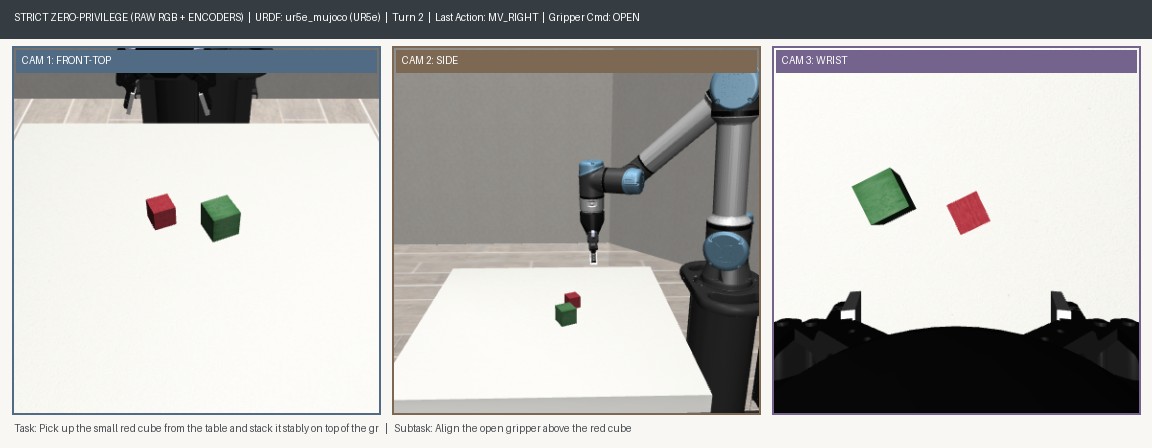 STRICT ZERO-PRIVILEGE (RAW RGB + ENCODERS) | URDF: ur5e_mujoco (UR5e) | Turn 2 | Last Action: MV_RIGHT | Gripper Cmd: OPEN
CAM 1: FRONT-TOP
CAM 2: SIDE
CAM 3: WRIST
Task: Pick up the small red cube from the table and stack it stably on top of the gr | Subtask: Align the open gripper above the red cube